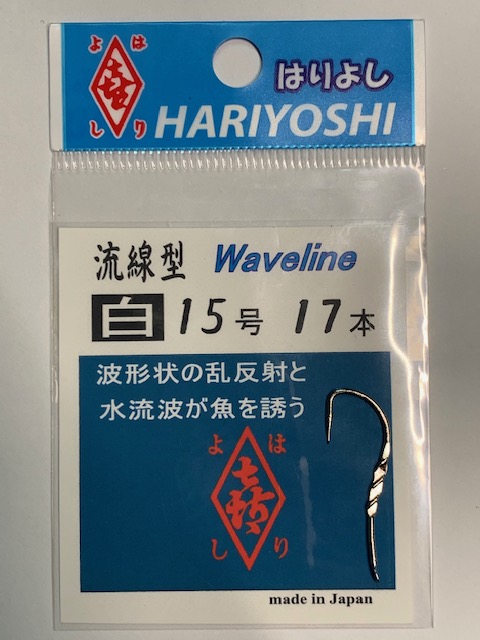 はりよし
はりよし
HARIYOSHI
流線型 Waveline
白 15号 17本
波形状の乱反射と
水流波が魚を誘う
はりよし
made in Japan